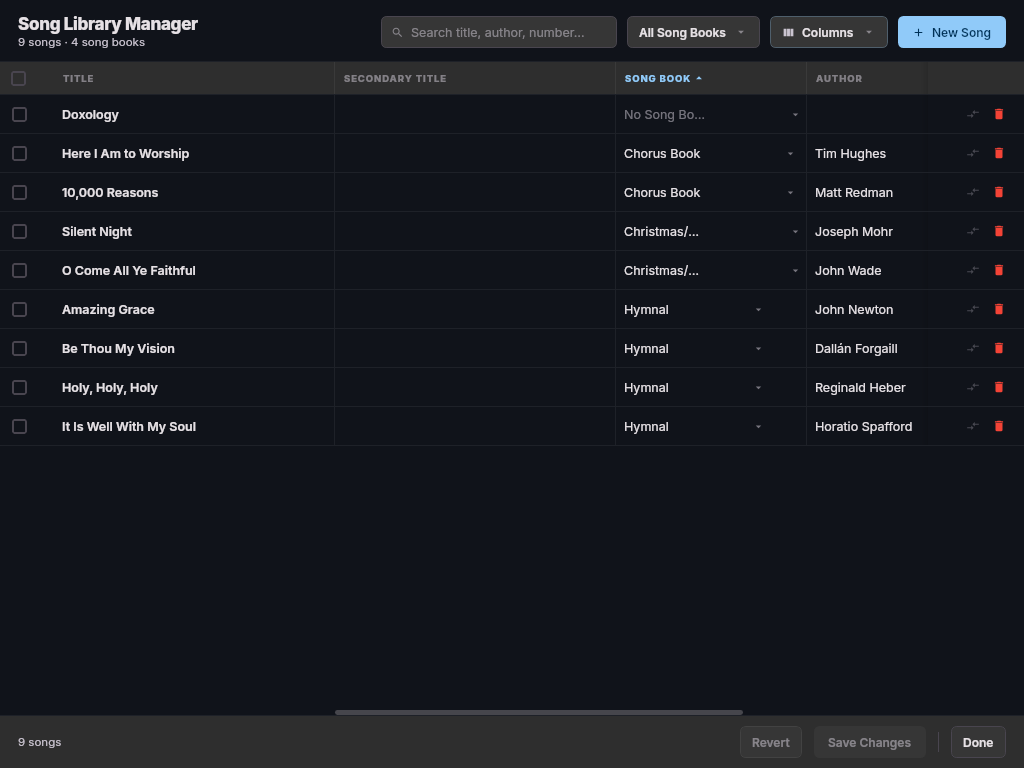 Song Library Manager
9 songs · 4 song books
Search title, author, number...
All Song Books
Columns
New Song
TITLE SECONDARY TITLE SONG BOOK AUTHOR
Doxology No Song Bo...
Here I Am to Worship Chorus Book Tim Hughes
10,000 Reasons Chorus Book Matt Redman
Silent Night Christmas/... Joseph Mohr
O Come All Ye Faithful Christmas/... John Wade
Amazing Grace Hymnal John Newton
Be Thou My Vision Hymnal Dallán Forgaill
Holy, Holy, Holy Hymnal Reginald Heber
It Is Well With My Soul Hymnal Horatio Spafford
9 songs
Revert
Save Changes
Done